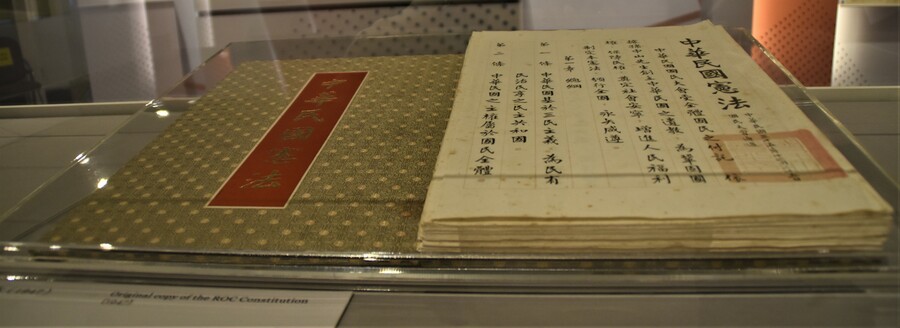 中華民國憲法
中華民國憲法
中華民國國民大會受全體國民之付託 依
據孫中山先生創立中華民國之遺教 為鞏固國
權 保障民權 奠定社會安寧 增進人民福利
制定本憲法 頒行全國 永矢咸遵
第一章 總綱
第一條 中華民國基於三民主義 為民有
民治民享之民主共和國
第二條 中華民國之主權屬於國民全體
Original copy of the ROC Constitution